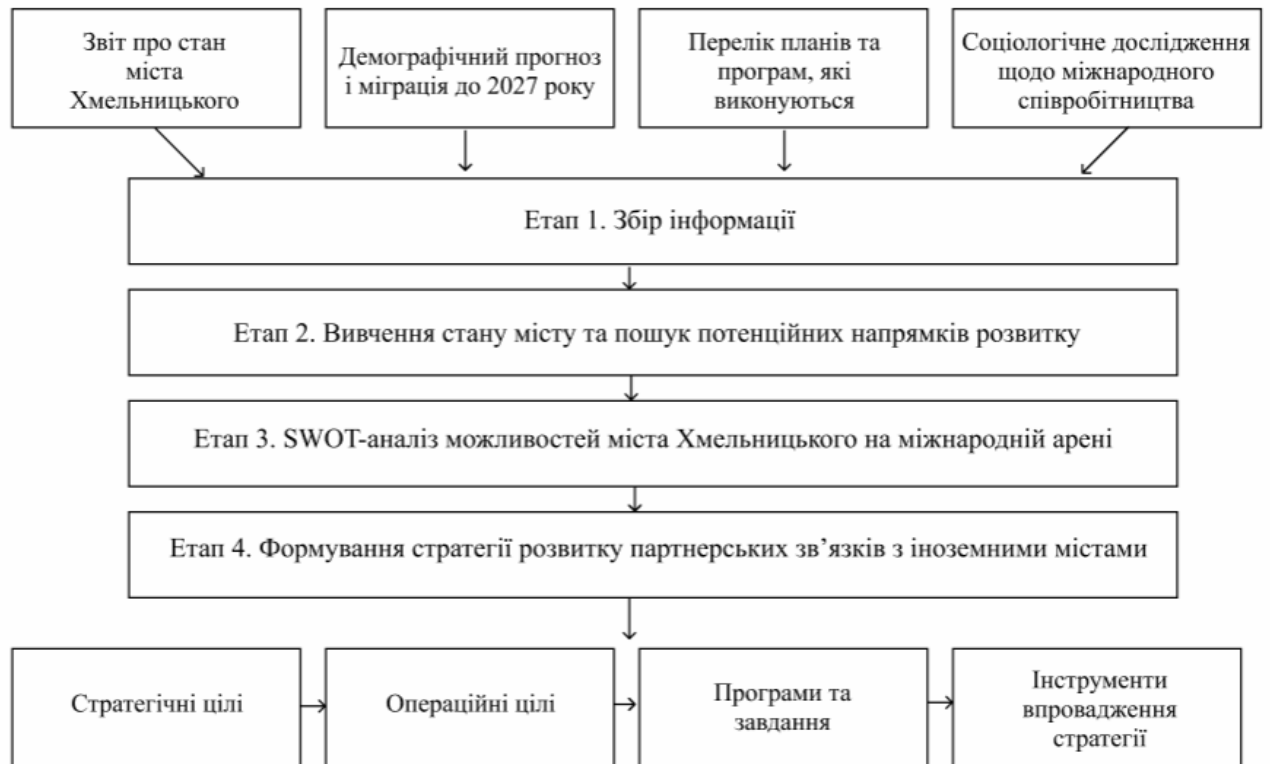 Звіт про стан
міста
Хмельницького
Демографічний прогноз
і міграція до 2027 року
Перелік планів та
програм, які
виконуються
Соціологічне дослідження
щодо міжнародного
співробітництва
Етап 1. Збір інформації
Етап 2. Вивчення стану місту та пошук потенційних напрямків розвитку
Етап 3. SWOT-аналіз можливостей міста Хмельницького на міжнародній арені
Етап 4. Формування стратегії розвитку партнерських зв’язків з іноземними містами
Стратегічні цілі
Операційні цілі
Програми та
завдання
Інструменти
впровадження
стратегії